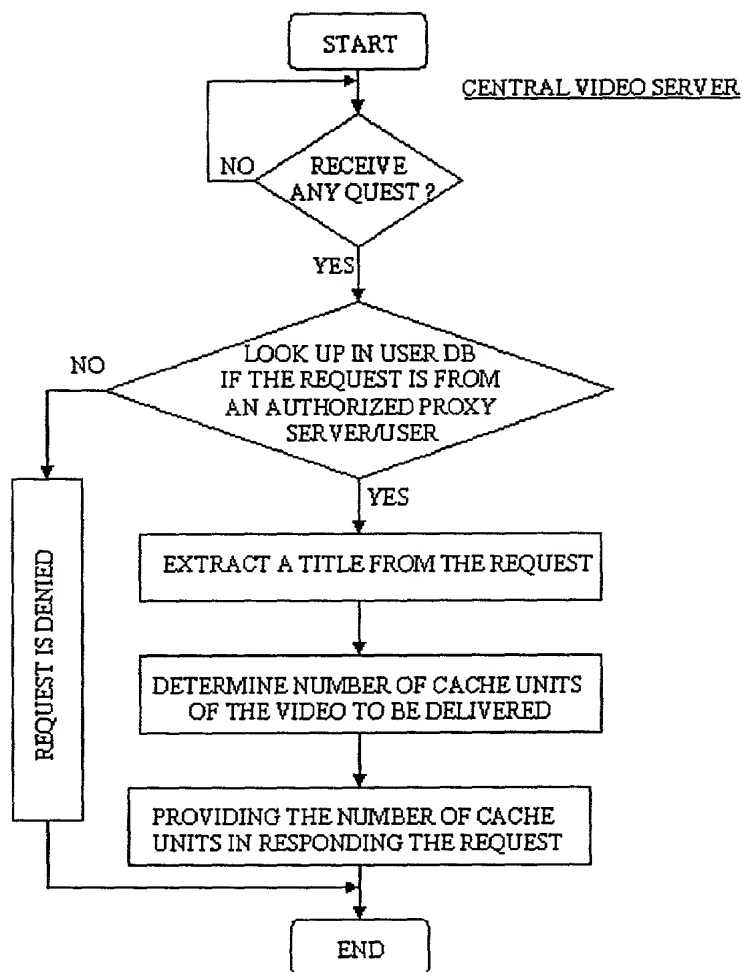 START
CENTRAL VIDEO SERVER
NO
RECEIVE
ANY QUEST ?
YES
NO
LOOK UP IN USER DB
IF THE REQUEST IS FROM
AN AUTHORIZED PROXY
SERVER/USER
YES
REQUEST IS DENIED
EXTRACT A TITLE FROM THE REQUEST
DETERMINE NUMBER OF CACHE UNITS
OF THE VIDEO TO BE DELIVERED
PROVIDING THE NUMBER OF CACHE
UNITS IN RESPONDING THE REQUEST
END